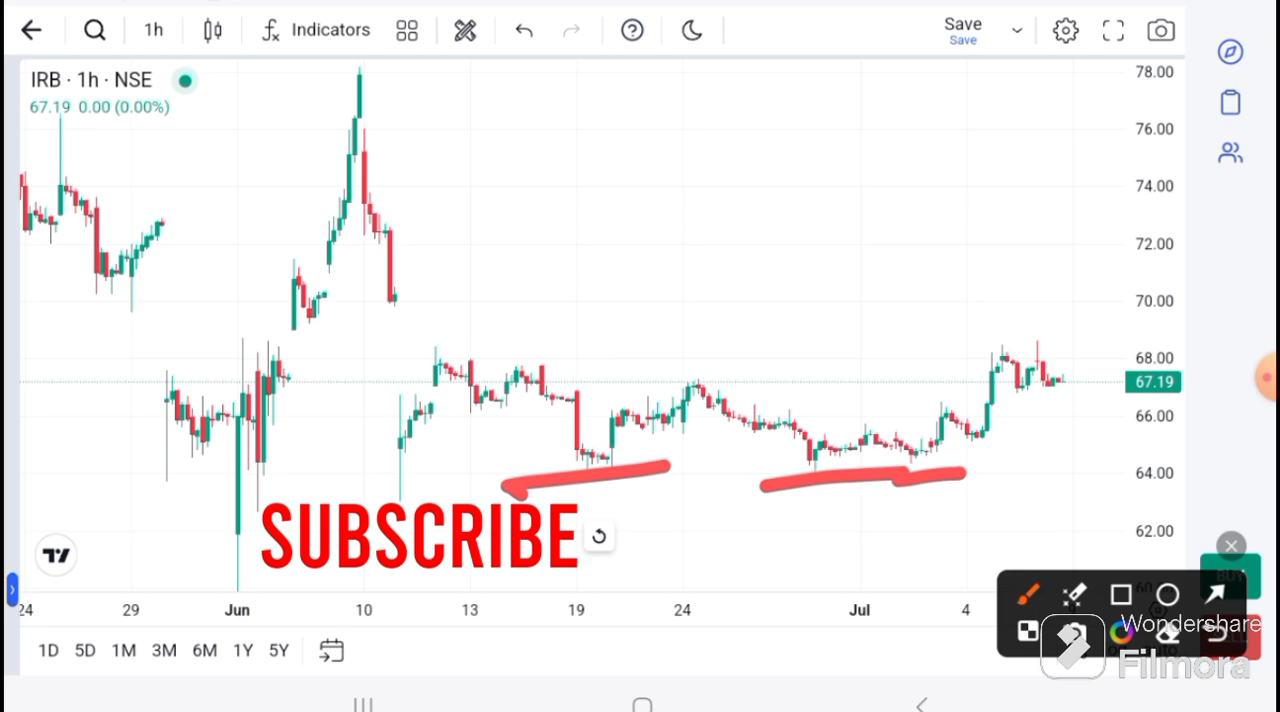 1h
Indicators
Save
Save
IRB · 1h · NSE
67.19 0.00 (0.00%)
78.00
76.00
74.00
72.00
70.00
68.00
67.19
66.00
64.00
62.00
SUBSCRIBE
24
29
Jun
10
13
19
24
Jul
4
1D
5D
1M
3M
6M
1Y
5Y
Wondershare
Filmora